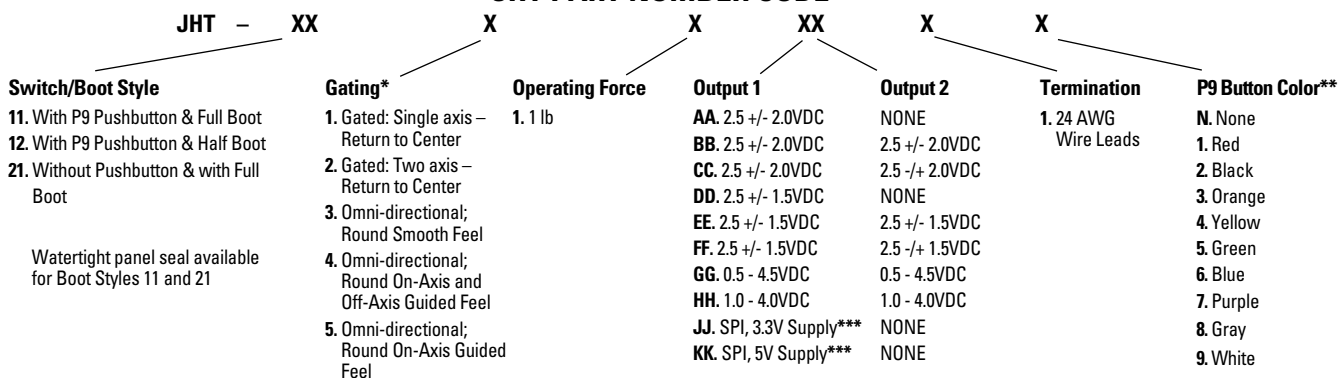 JHT – XX X X XX X X
Switch/Boot Style
11. With P9 Pushbutton & Full Boot
12. With P9 Pushbutton & Half Boot
21. Without Pushbutton & with Full
Boot
Watertight panel seal available
for Boot Styles 11 and 21
Gating*
1. Gated: Single axis –
Return to Center
2. Gated: Two axis –
Return to Center
3. Omni-directional;
Round Smooth Feel
4. Omni-directional;
Round On-Axis and
Off-Axis Guided Feel
5. Omni-directional;
Round On-Axis Guided
Feel
Operating Force
1. 1 lb
Output 1 Output 2
AA. 2.5 +/- 2.0VDC NONE
BB. 2.5 +/- 2.0VDC 2.5 +/- 2.0VDC
CC. 2.5 +/- 2.0VDC 2.5 -/+ 2.0VDC
DD. 2.5 +/- 1.5VDC NONE
EE. 2.5 +/- 1.5VDC 2.5 +/- 1.5VDC
FF. 2.5 +/- 1.5VDC 2.5 -/+ 1.5VDC
GG. 0.5 - 4.5VDC 0.5 - 4.5VDC
HH. 1.0 - 4.0VDC 1.0 - 4.0VDC
JJ. SPI, 3.3V Supply*** NONE
KK. SPI, 5V Supply*** NONE
Termination
1. 24 AWG
Wire Leads
P9 Button Color**
N. None
1. Red
2. Black
3. Orange
4. Yellow
5. Green
6. Blue
7. Purple
8. Gray
9. White